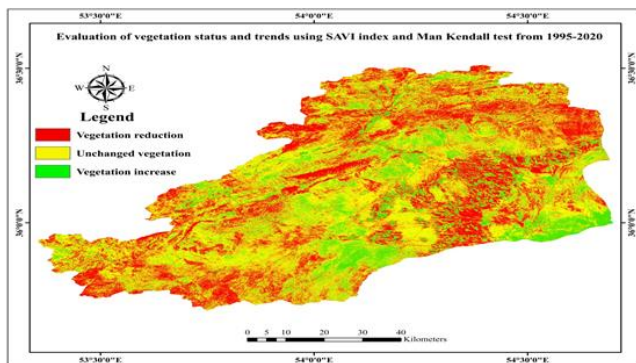 53°30'0"E 54°0'0"E 54°30'0"E
Evaluation of vegetation status and trends using SAVI index and Man Kendall test from 1995-2020
36°30'0"N
36°30'0"N
N
W E
S
Legend
Vegetation reduction
Unchanged vegetation
Vegetation increase
36°0'0"N
36°0'0"N
0 5 10 20 30 40
Kilometers
53°30'0"E 54°0'0"E 54°30'0"E